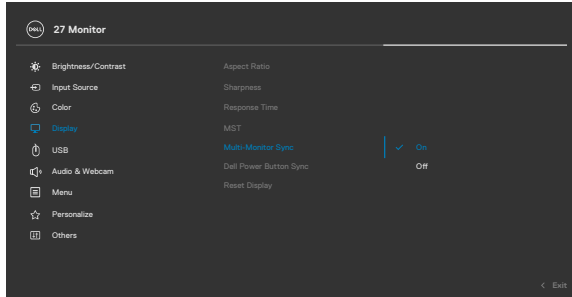 DELL 27 Monitor
Brightness/Contrast Aspect Ratio
Input Source Sharpness
Color Response Time
Display MST
USB Multi-Monitor Sync On
Audio & Webcam Dell Power Button Sync Off
Menu Reset Display
Personalize
Others
< Exit